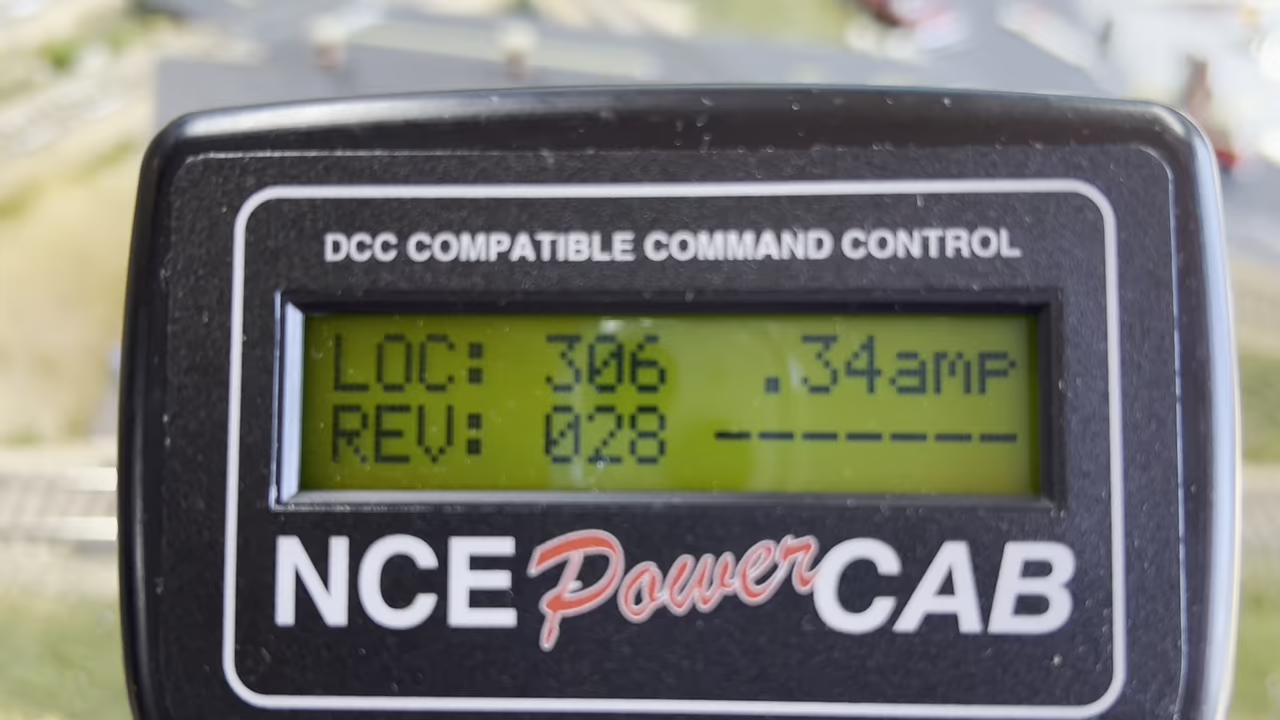 DCC COMPATIBLE COMMAND CONTROL
LOC: 306 .34amp
REV: 028 -------
NCE Power CAB